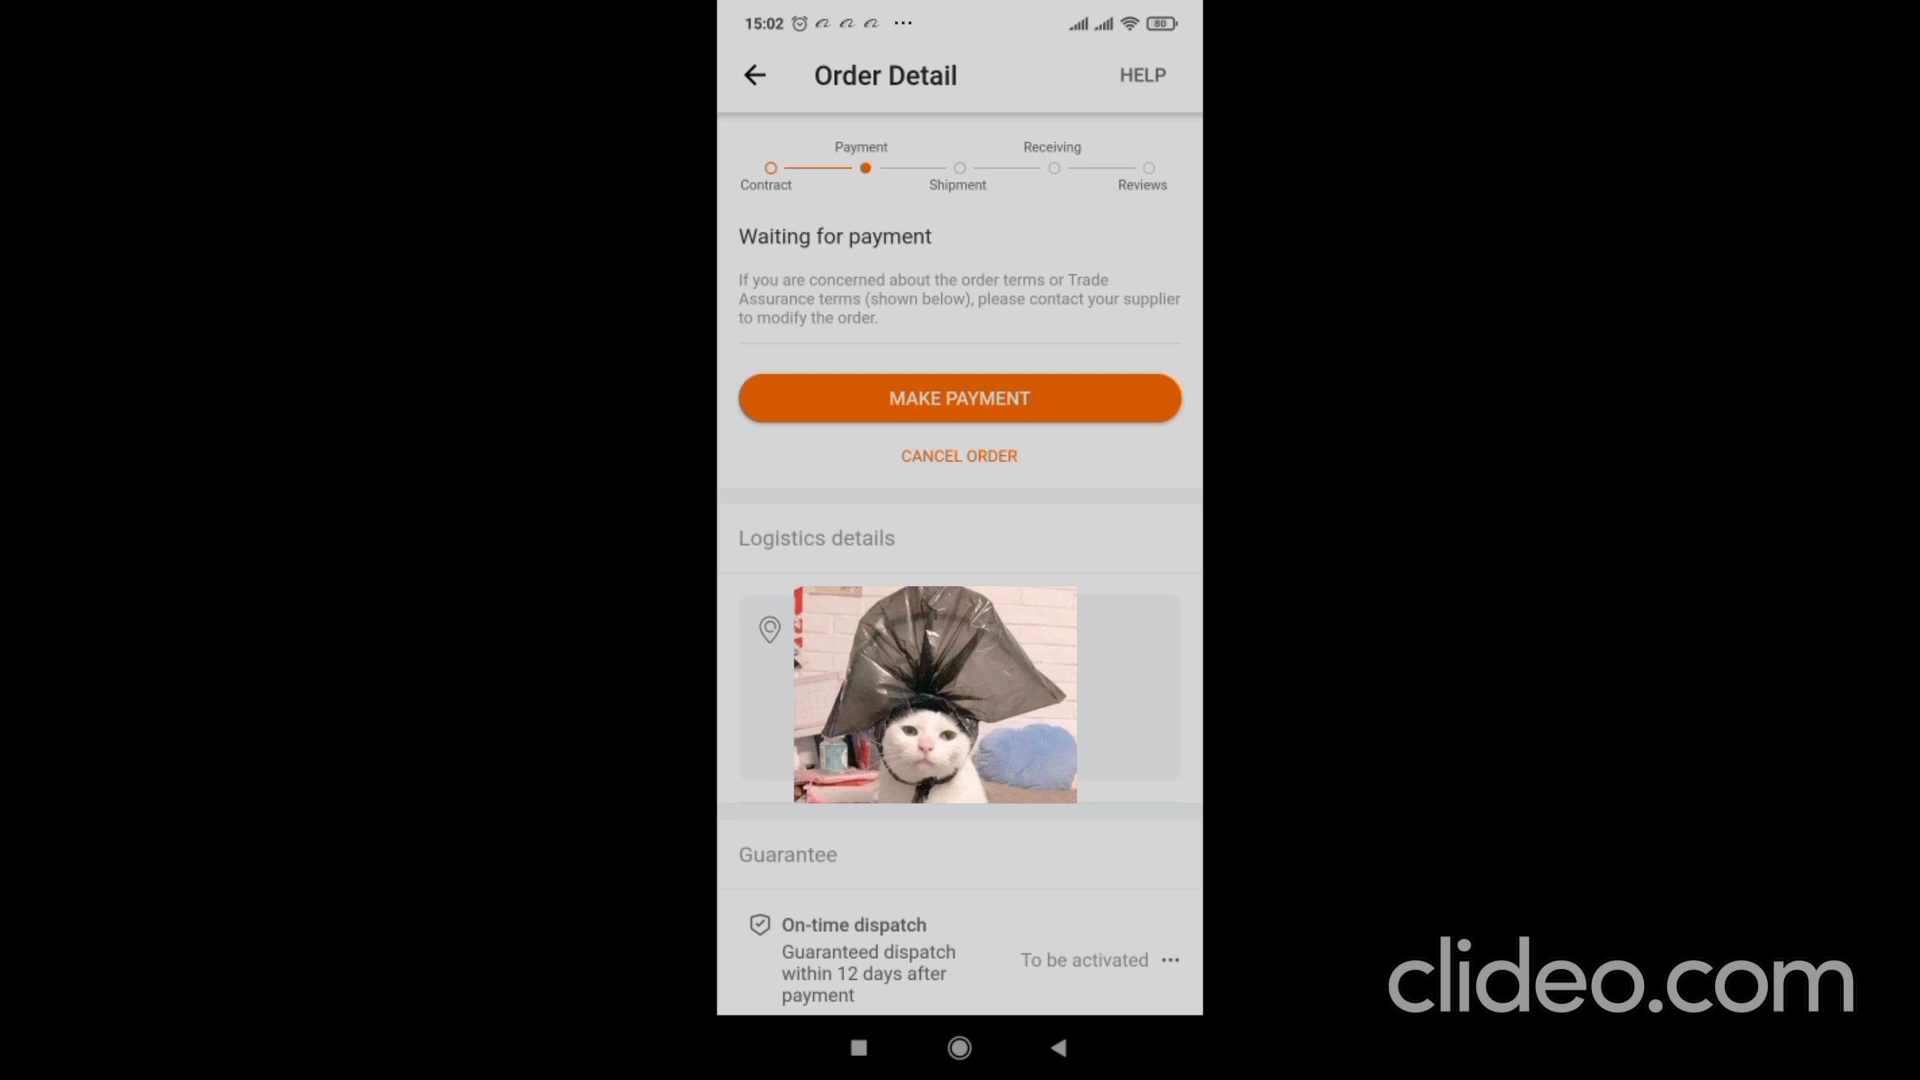 15:02
80
Order Detail
HELP
Payment
Receiving
Contract
Shipment
Reviews
Waiting for payment
If you are concerned about the order terms or Trade
Assurance terms (shown below), please contact your supplier
to modify the order.
MAKE PAYMENT
CANCEL ORDER
Logistics details
Guarantee
On-time dispatch
Guaranteed dispatch
within 12 days after
payment
To be activated
clideo.com